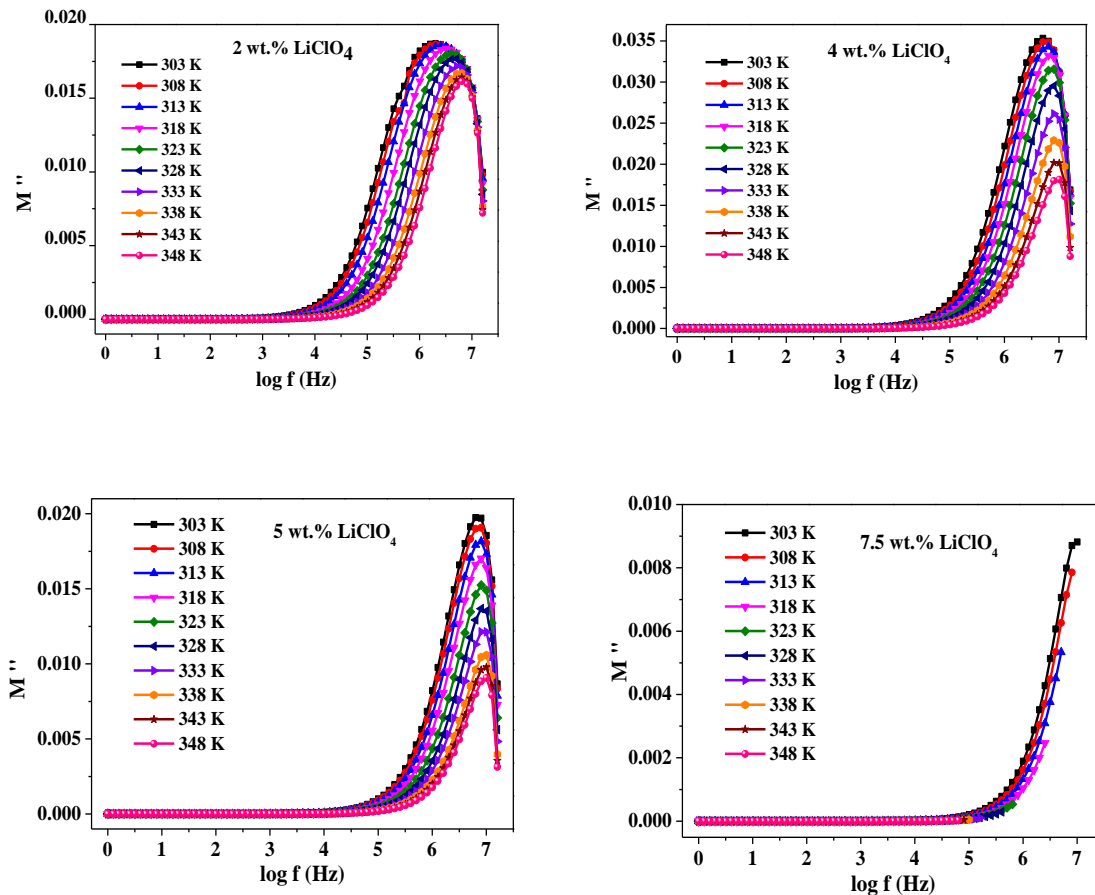 2 wt.% LiClO4
303 K
308 K
313 K
318 K
323 K
328 K
333 K
338 K
343 K
348 K
0.020
0.015
0.010
0.005
0.000
M ''
0 1 2 3 4 5 6 7
log f (Hz)
4 wt.% LiClO₄
303 K
308 K
313 K
318 K
323 K
328 K
333 K
338 K
343 K
348 K
0.035
0.030
0.025
0.020
0.015
0.010
0.005
0.000
M ''
0 1 2 3 4 5 6 7
log f (Hz)
5 wt.% LiClO₄
303 K
308 K
313 K
318 K
323 K
328 K
333 K
338 K
343 K
348 K
0.020
0.015
0.010
0.005
0.000
M ''
0 1 2 3 4 5 6 7
log f (Hz)
7.5 wt.% LiClO₄
303 K
308 K
313 K
318 K
323 K
328 K
333 K
338 K
343 K
348 K
0.010
0.008
0.006
0.004
0.002
0.000
M ''
0 1 2 3 4 5 6 7
log f (Hz)